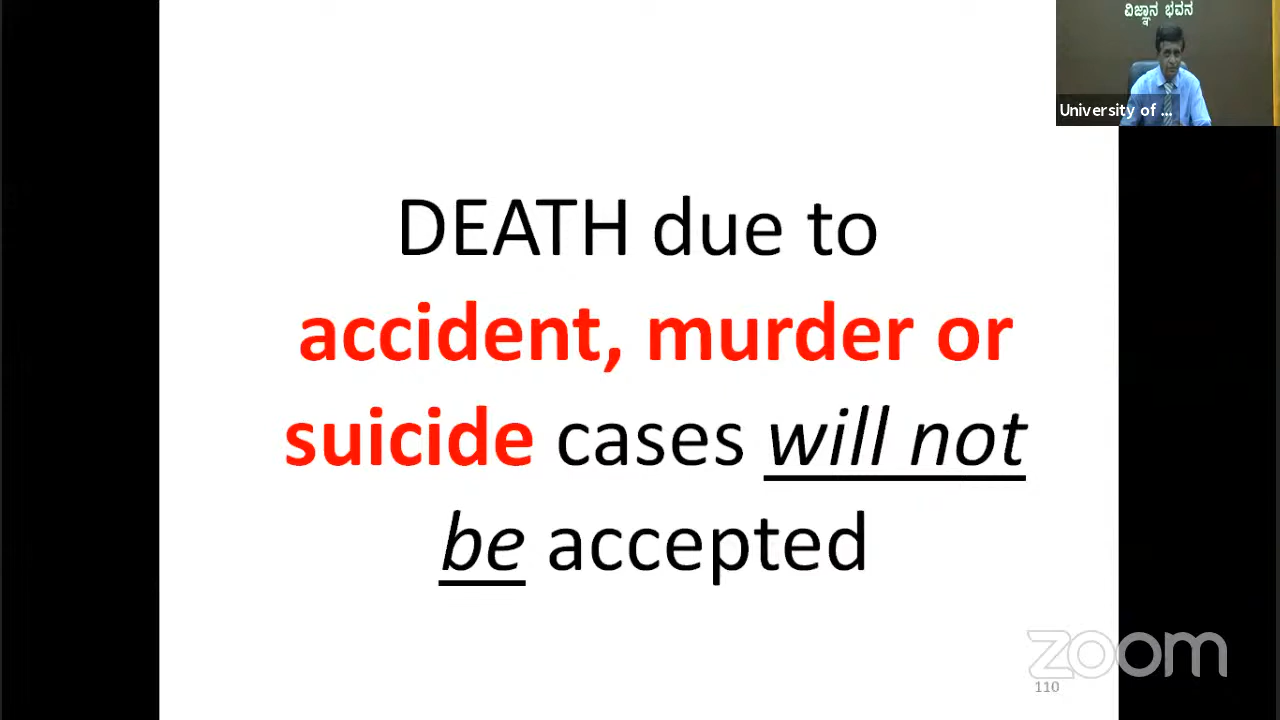 ವಿಜ್ಞಾನ ಭವನ
University of ...
DEATH due to
accident, murder or
suicide cases will not
be accepted
zoom
110